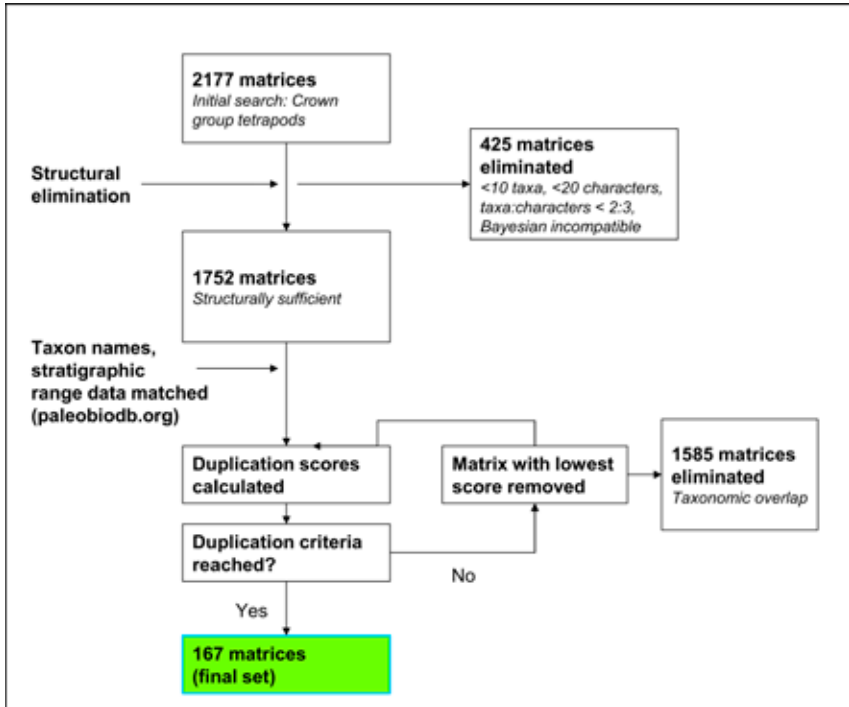 2177 matrices
Initial search: Crown
group tetrapods
Structural
elimination
425 matrices
eliminated
<10 taxa, <20 characters,
taxa:characters < 2:3,
Bayesian incompatible
1752 matrices
Structurally sufficient
Taxon names,
stratigraphic
range data matched
(paleobiodb.org)
Duplication scores
calculated
Matrix with lowest
score removed
1585 matrices
eliminated
Taxonomic overlap
Duplication criteria
reached?
No
Yes
167 matrices
(final set)